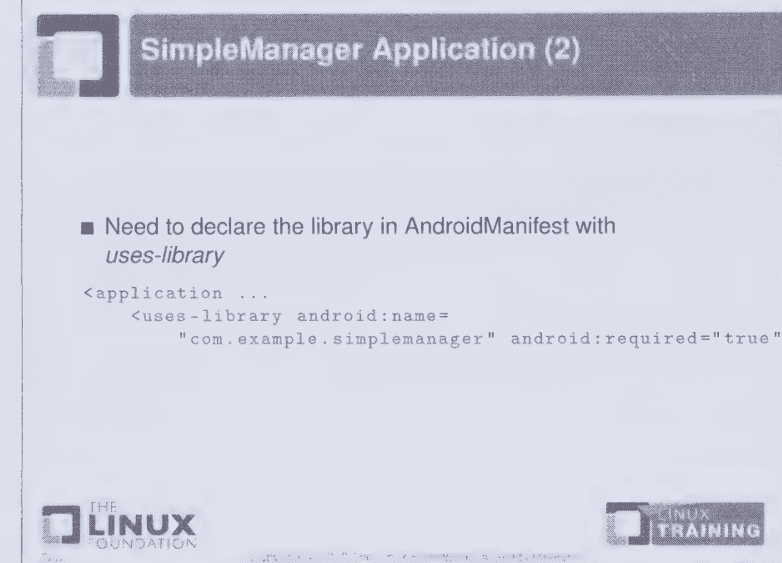 SimpleManager Application (2)
■ Need to declare the library in AndroidManifest with
uses-library
<application ...
<uses-library android:name=
"com.example.simplemanager" android:required="true"
THE
LINUX
FOUNDATION
LINUX
TRAINING